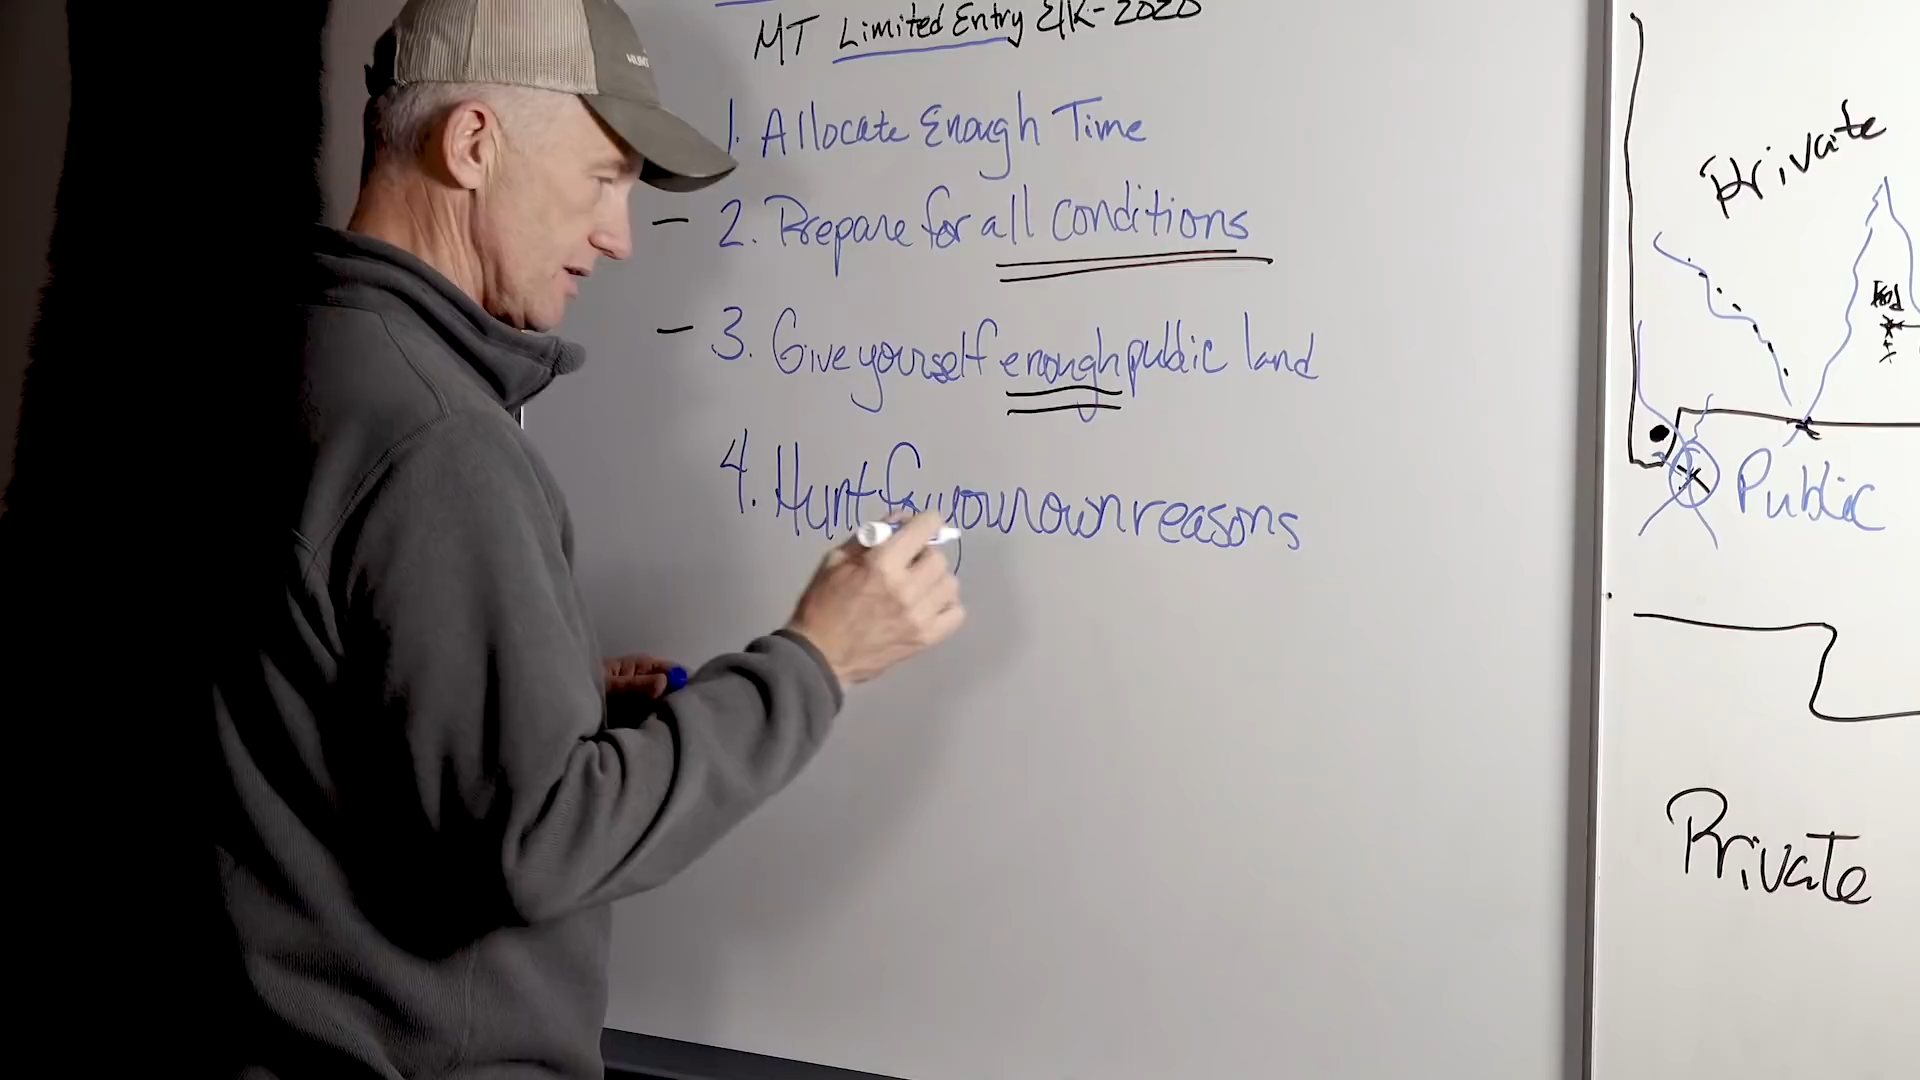 MT Limited Entry Elk- 2020
1. Allocate Enough Time
– 2. Prepare for all conditions
– 3. Give yourself enough public land
4. Hunt for your own reasons
Private
Public
Private